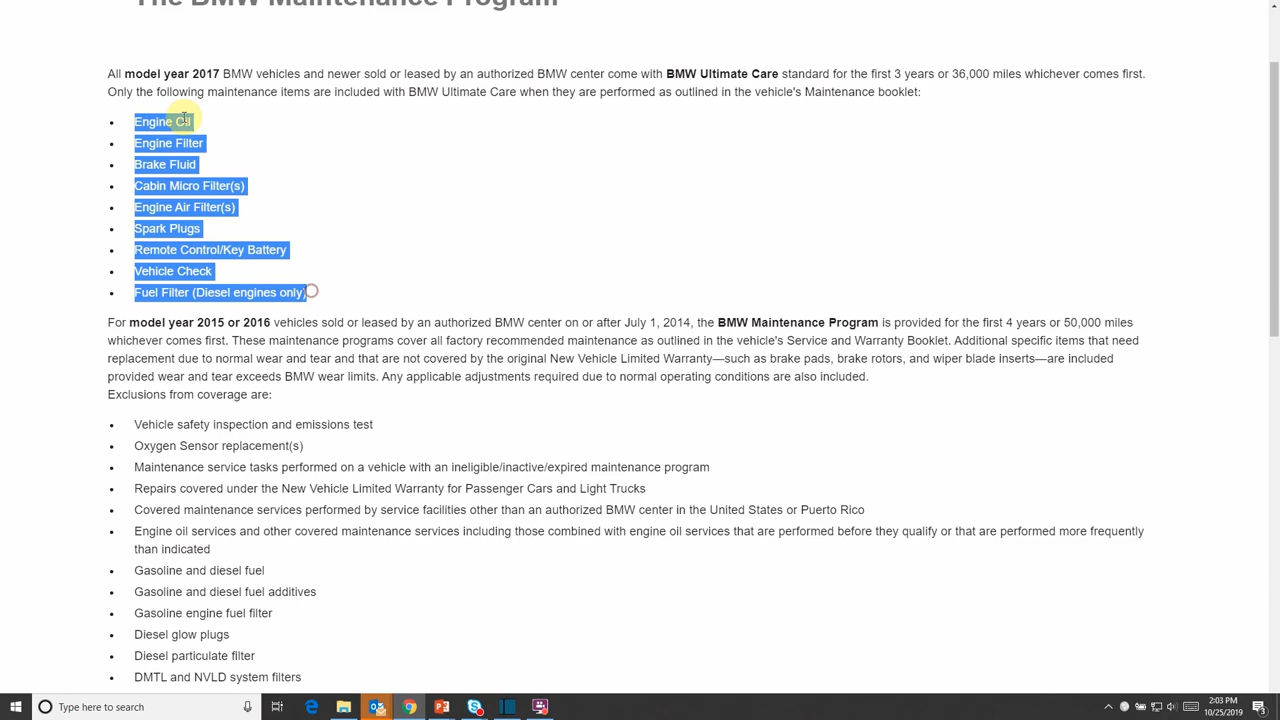 The BMW Maintenance Program
All model year 2017 BMW vehicles and newer sold or leased by an authorized BMW center come with BMW Ultimate Care standard for the first 3 years or 36,000 miles whichever comes first.
Only the following maintenance items are included with BMW Ultimate Care when they are performed as outlined in the vehicle's Maintenance booklet:
• Engine Oil
• Engine Filter
• Brake Fluid
• Cabin Micro Filter(s)
• Engine Air Filter(s)
• Spark Plugs
• Remote Control/Key Battery
• Vehicle Check
• Fuel Filter (Diesel engines only)
For model year 2015 or 2016 vehicles sold or leased by an authorized BMW center on or after July 1, 2014, the BMW Maintenance Program is provided for the first 4 years or 50,000 miles
whichever comes first. These maintenance programs cover all factory recommended maintenance as outlined in the vehicle's Service and Warranty Booklet. Additional specific items that need
replacement due to normal wear and tear and that are not covered by the original New Vehicle Limited Warranty—such as brake pads, brake rotors, and wiper blade inserts—are included
provided wear and tear exceeds BMW wear limits. Any applicable adjustments required due to normal operating conditions are also included.
Exclusions from coverage are:
• Vehicle safety inspection and emissions test
• Oxygen Sensor replacement(s)
• Maintenance service tasks performed on a vehicle with an ineligible/inactive/expired maintenance program
• Repairs covered under the New Vehicle Limited Warranty for Passenger Cars and Light Trucks
• Covered maintenance services performed by service facilities other than an authorized BMW center in the United States or Puerto Rico
• Engine oil services and other covered maintenance services including those combined with engine oil services that are performed before they qualify or that are performed more frequently
than indicated
• Gasoline and diesel fuel
• Gasoline and diesel fuel additives
• Gasoline engine fuel filter
• Diesel glow plugs
• Diesel particulate filter
• DMTL and NVLD system filters
Type here to search
2:03 PM
10/25/2019